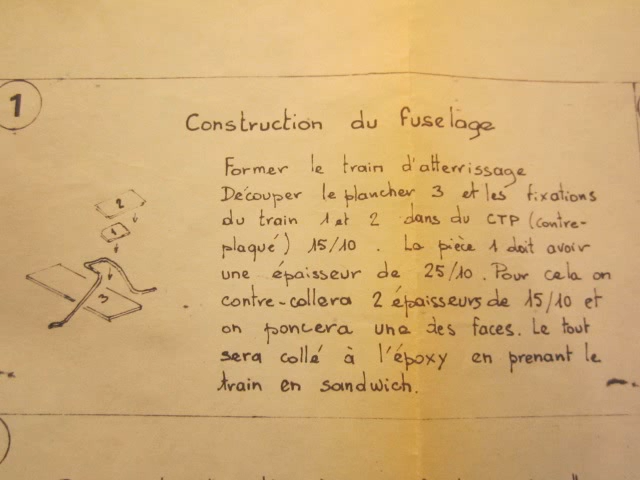 1
Construction du fuselage
Former le train d'atterrissage
Découper le plancher 3 et les fixations
du train 1 et 2 dans du CTP (contre-
plaqué) 15/10. La pièce 1 doit avoir
une épaisseur de 25/10. Pour cela on
contre-collera 2 épaisseurs de 15/10 et
on poncera une des faces. Le tout
sera collé à l'époxy en prenant le
train en sandwich.
2
1
3